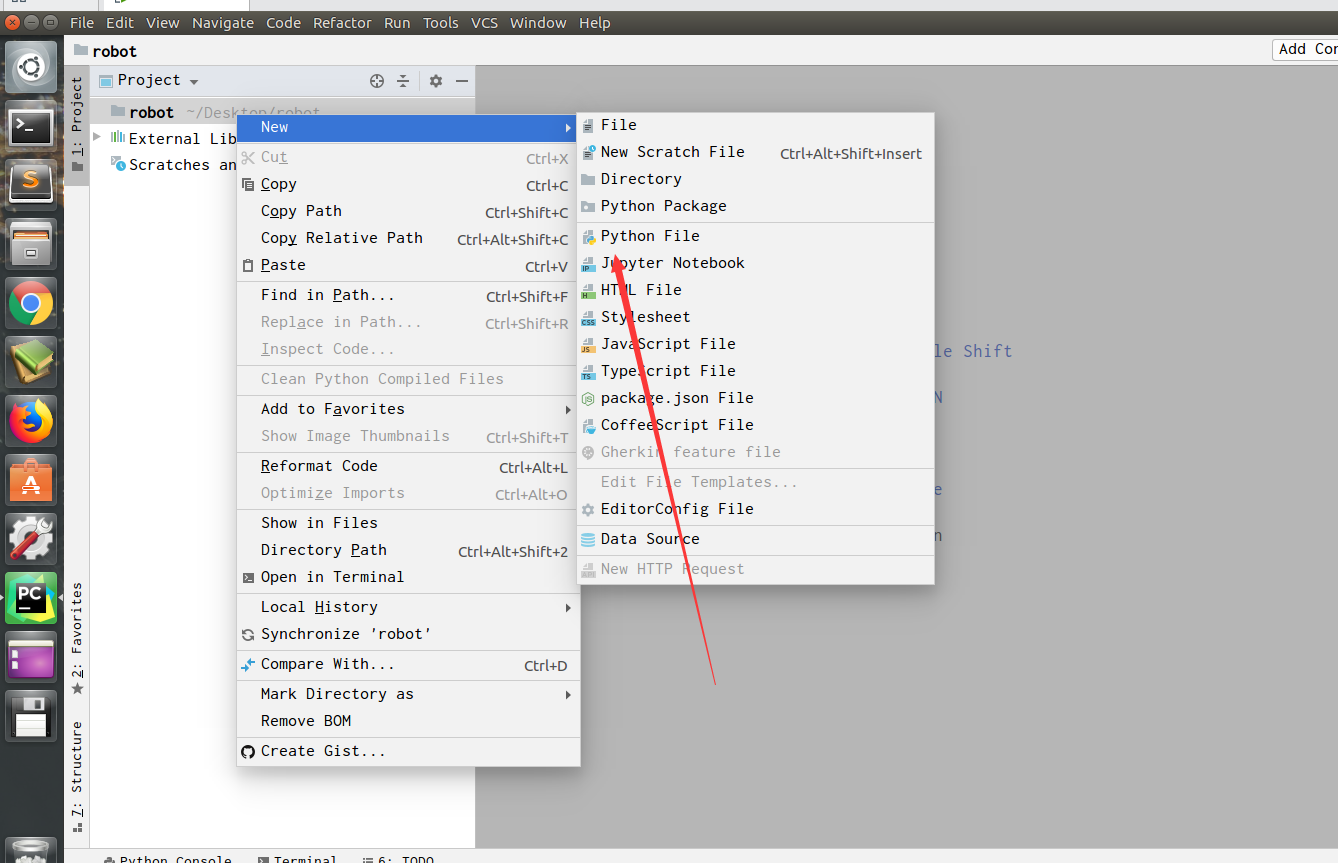 File Edit View Navigate Code Refactor Run Tools VCS Window Help
robot
Add Con
1: Project
Project
robot ~/Desktop/robot
External Lib
Scratches an
New
Cut Ctrl+X
Copy Ctrl+C
Copy Path Ctrl+Shift+C
Copy Relative Path Ctrl+Alt+Shift+C
Paste Ctrl+V
Find in Path... Ctrl+Shift+F
Replace in Path... Ctrl+Shift+R
Inspect Code...
Clean Python Compiled Files
Add to Favorites
Show Image Thumbnails Ctrl+Shift+T
Reformat Code Ctrl+Alt+L
Optimize Imports Ctrl+Alt+O
Show in Files
Directory Path Ctrl+Alt+Shift+2
Open in Terminal
Local History
Synchronize 'robot'
Compare With... Ctrl+D
Mark Directory as
Remove BOM
Create Gist...
File
New Scratch File Ctrl+Alt+Shift+Insert
Directory
Python Package
Python File
Jupyter Notebook
HTML File
Stylesheet
JavaScript File
TypeScript File
package.json File
CoffeeScript File
Gherkin feature file
Edit File Templates...
EditorConfig File
Data Source
New HTTP Request
le Shift
N
e
n
PC
2: Favorites
7: Structure
Python Console Terminal 6: TODO